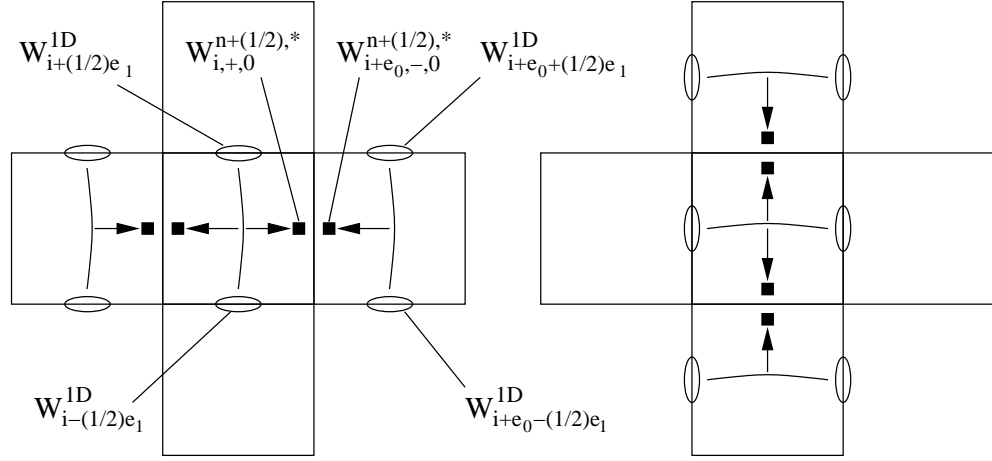 W^{1D}_{i+(1/2)e_1}
W^{n+(1/2),*}_{i,+,0}
W^{n+(1/2),*}_{i+e_0,-,0}
W^{1D}_{i+e_0+(1/2)e_1}
W^{1D}_{i-(1/2)e_1}
W^{1D}_{i+e_0-(1/2)e_1}